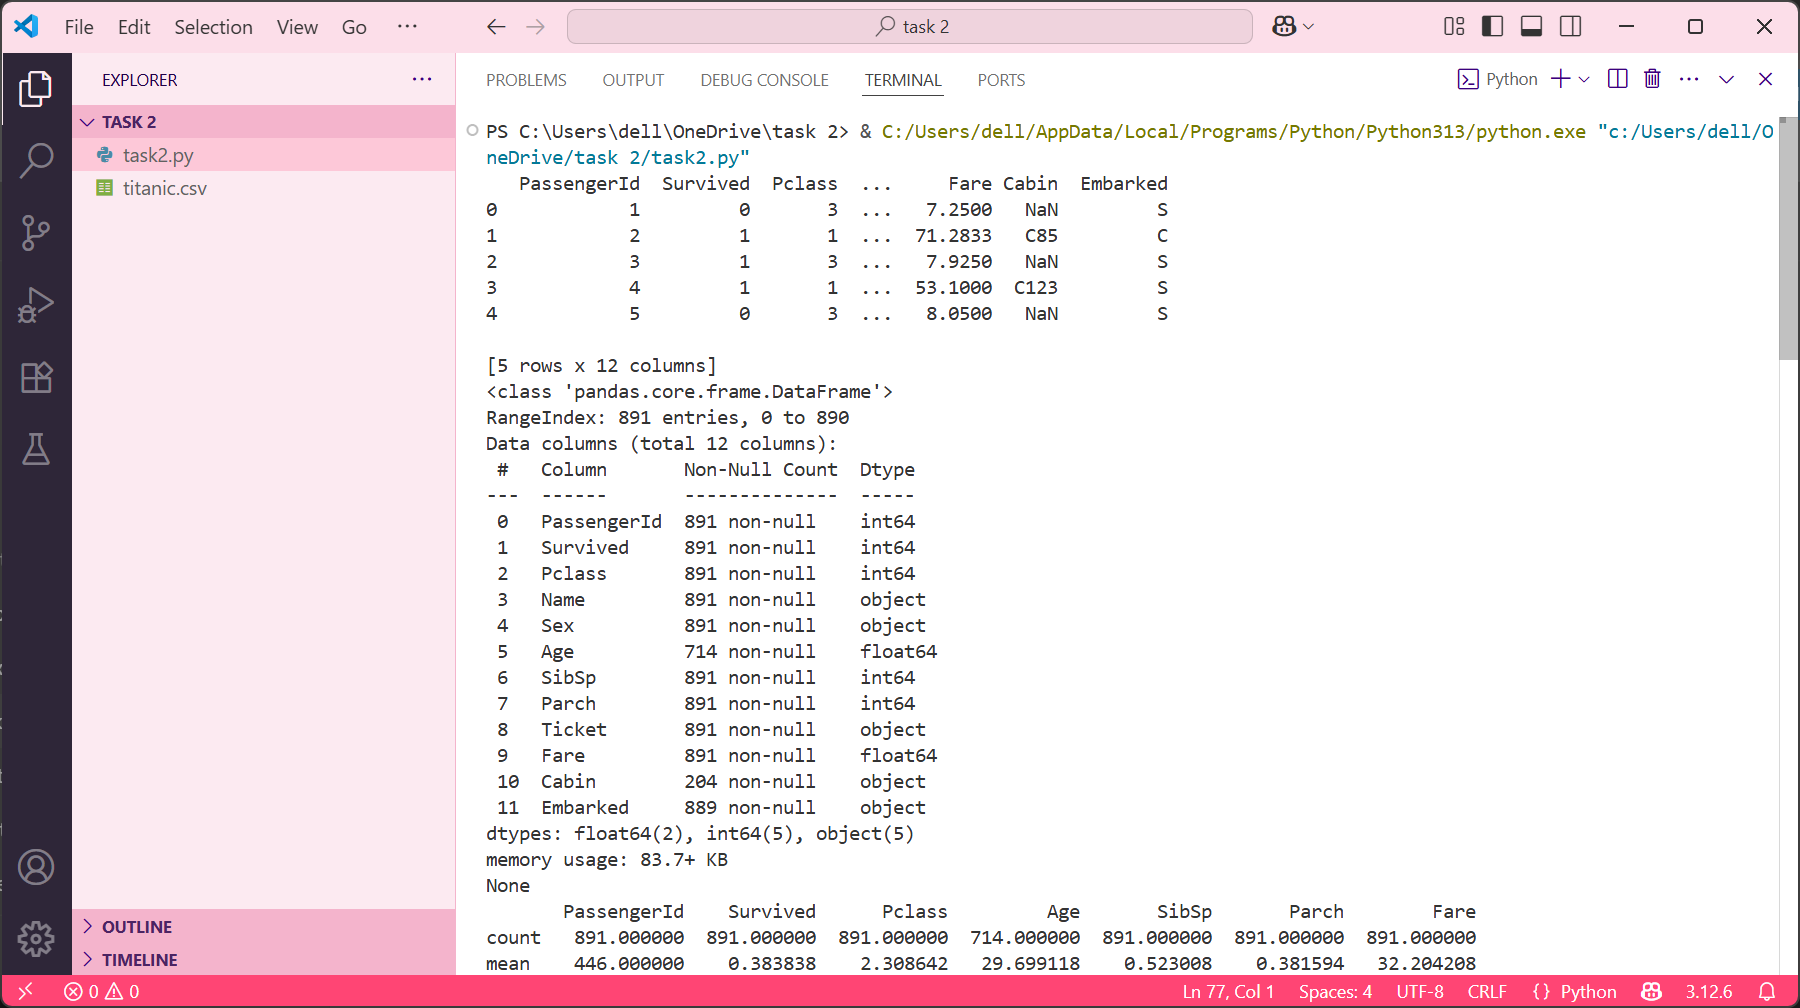 File Edit Selection View Go ···
task 2
EXPLORER ···
TASK 2
task2.py
titanic.csv
OUTLINE
TIMELINE
PROBLEMS OUTPUT DEBUG CONSOLE TERMINAL PORTS
Python
PS C:\Users\dell\OneDrive\task 2> & C:/Users/dell/AppData/Local/Programs/Python/Python313/python.exe "c:/Users/dell/O
neDrive/task 2/task2.py"
   PassengerId  Survived  Pclass  ...     Fare Cabin  Embarked
0            1         0       3  ...   7.2500   NaN         S
1            2         1       1  ...  71.2833   C85         C
2            3         1       3  ...   7.9250   NaN         S
3            4         1       1  ...  53.1000  C123         S
4            5         0       3  ...   8.0500   NaN         S
[5 rows x 12 columns]
<class 'pandas.core.frame.DataFrame'>
RangeIndex: 891 entries, 0 to 890
Data columns (total 12 columns):
 #   Column       Non-Null Count  Dtype
---  ------       --------------  -----
 0   PassengerId  891 non-null    int64
 1   Survived     891 non-null    int64
 2   Pclass       891 non-null    int64
 3   Name         891 non-null    object
 4   Sex          891 non-null    object
 5   Age          714 non-null    float64
 6   SibSp        891 non-null    int64
 7   Parch        891 non-null    int64
 8   Ticket       891 non-null    object
 9   Fare         891 non-null    float64
 10  Cabin        204 non-null    object
 11  Embarked     889 non-null    object
dtypes: float64(2), int64(5), object(5)
memory usage: 83.7+ KB
None
       PassengerId    Survived      Pclass         Age       SibSp       Parch        Fare
count   891.000000  891.000000  891.000000  714.000000  891.000000  891.000000  891.000000
mean    446.000000    0.383838    2.308642   29.699118    0.523008    0.381594   32.204208
0 0 Ln 77, Col 1 Spaces: 4 UTF-8 CRLF {} Python 3.12.6